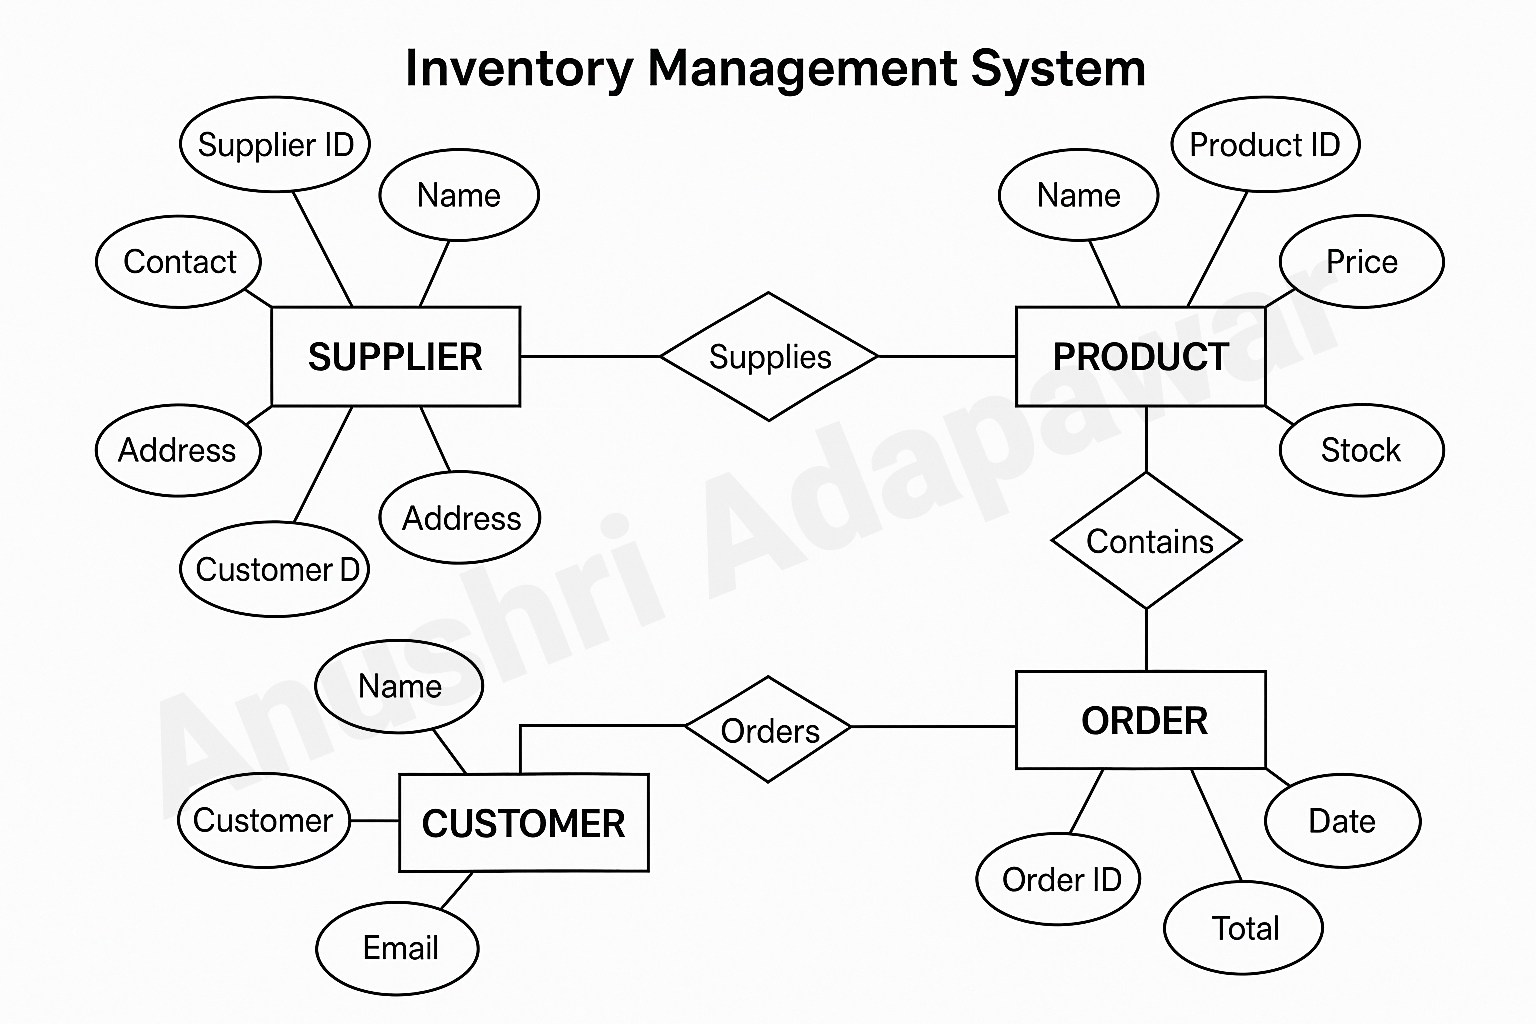 Inventory Management System
Supplier ID
Name
Contact
SUPPLIER
Address
Address
Customer D
Supplies
Name
Product ID
Price
PRODUCT
Stock
Contains
Name
Customer
CUSTOMER
Email
Orders
ORDER
Order ID
Total
Date
Anushri Adapawar